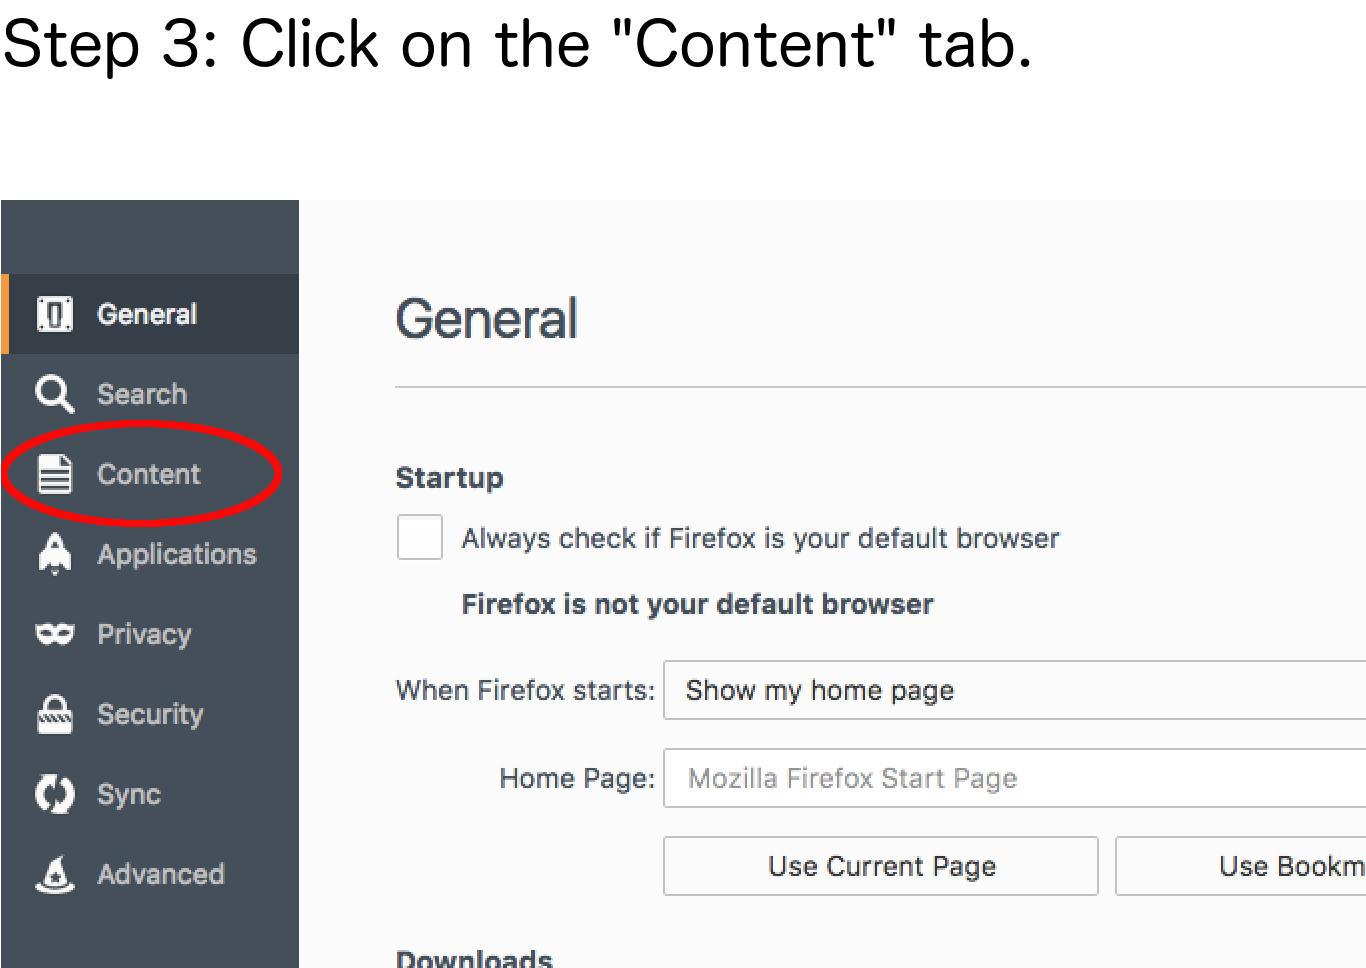 Step 3: Click on the "Content" tab.
General
Search
Content
Applications
Privacy
Security
Sync
Advanced
General
Startup
Always check if Firefox is your default browser
Firefox is not your default browser
When Firefox starts: Show my home page
Home Page: Mozilla Firefox Start Page
Use Current Page Use Bookm
Downloads